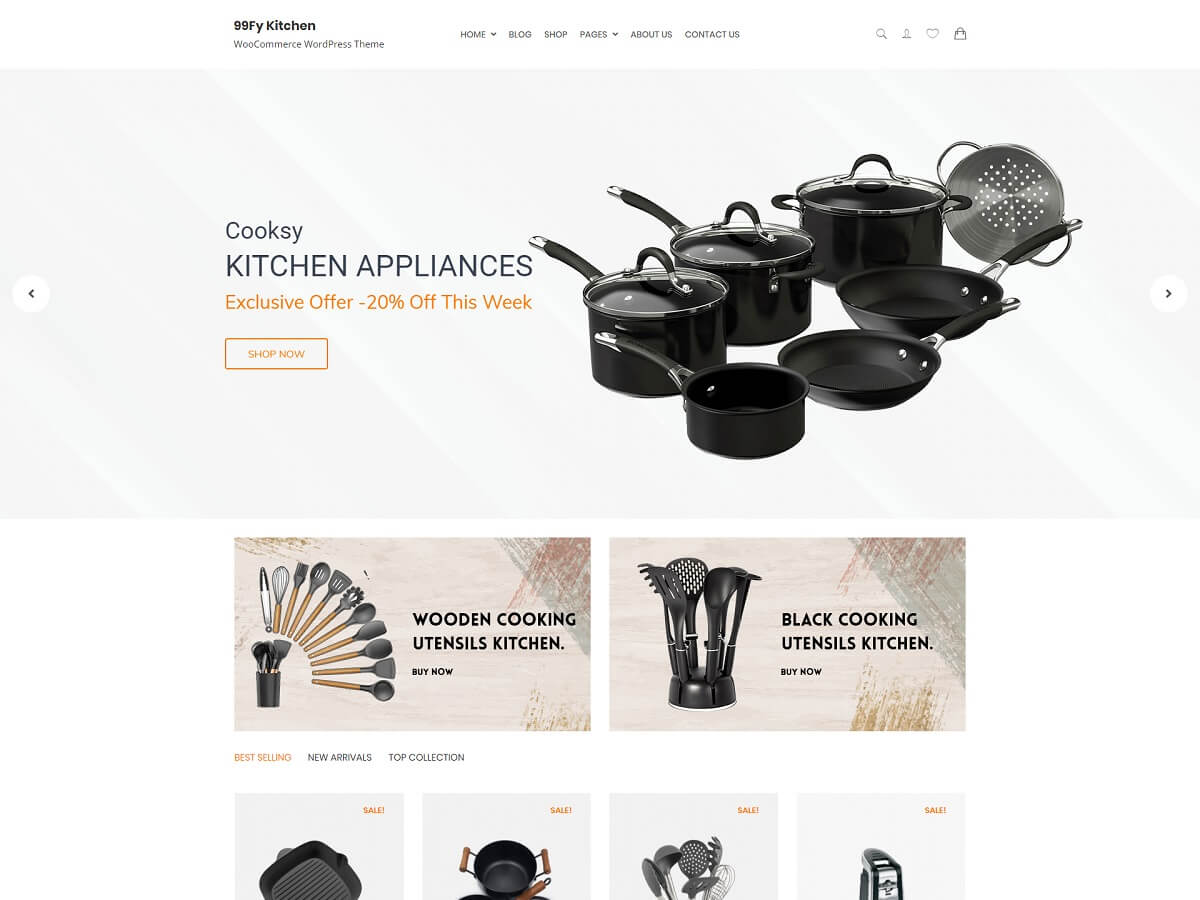 99Fy Kitchen
WooCommerce WordPress Theme
HOME BLOG SHOP PAGES ABOUT US CONTACT US
Cooksy
KITCHEN APPLIANCES
Exclusive Offer -20% Off This Week
SHOP NOW
WOODEN COOKING
UTENSILS KITCHEN.
BUY NOW
BLACK COOKING
UTENSILS KITCHEN.
BUY NOW
BEST SELLING NEW ARRIVALS TOP COLLECTION
SALE! SALE! SALE! SALE!